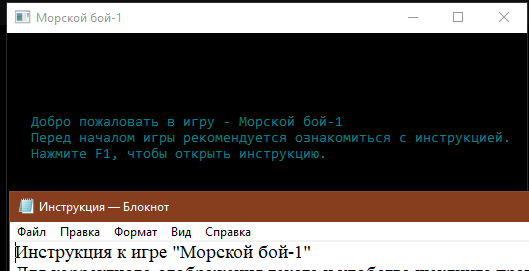 Морской бой-1
Добро пожаловать в игру - Морской бой-1
Перед началом игры рекомендуется ознакомиться с инструкцией.
Нажмите F1, чтобы открыть инструкцию.
Инструкция — Блокнот
Файл Правка Формат Вид Справка
Инструкция к игре "Морской бой-1"